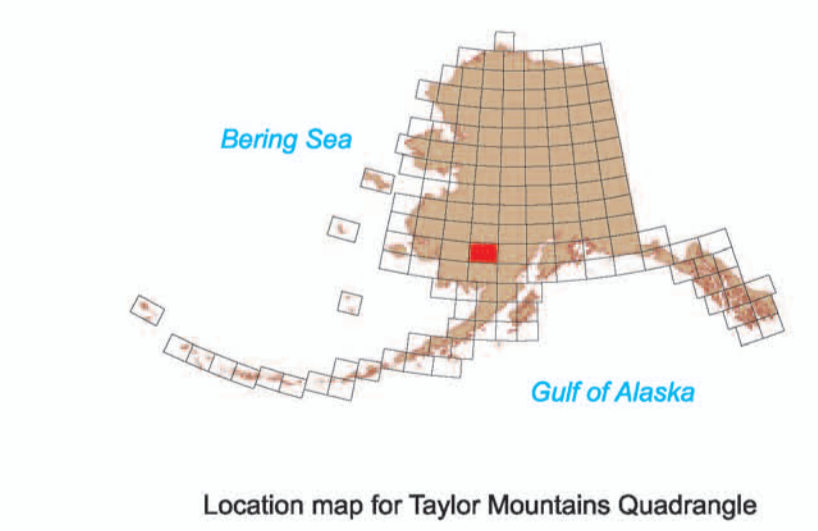 Bering Sea
Gulf of Alaska
Location map for Taylor Mountains Quadrangle